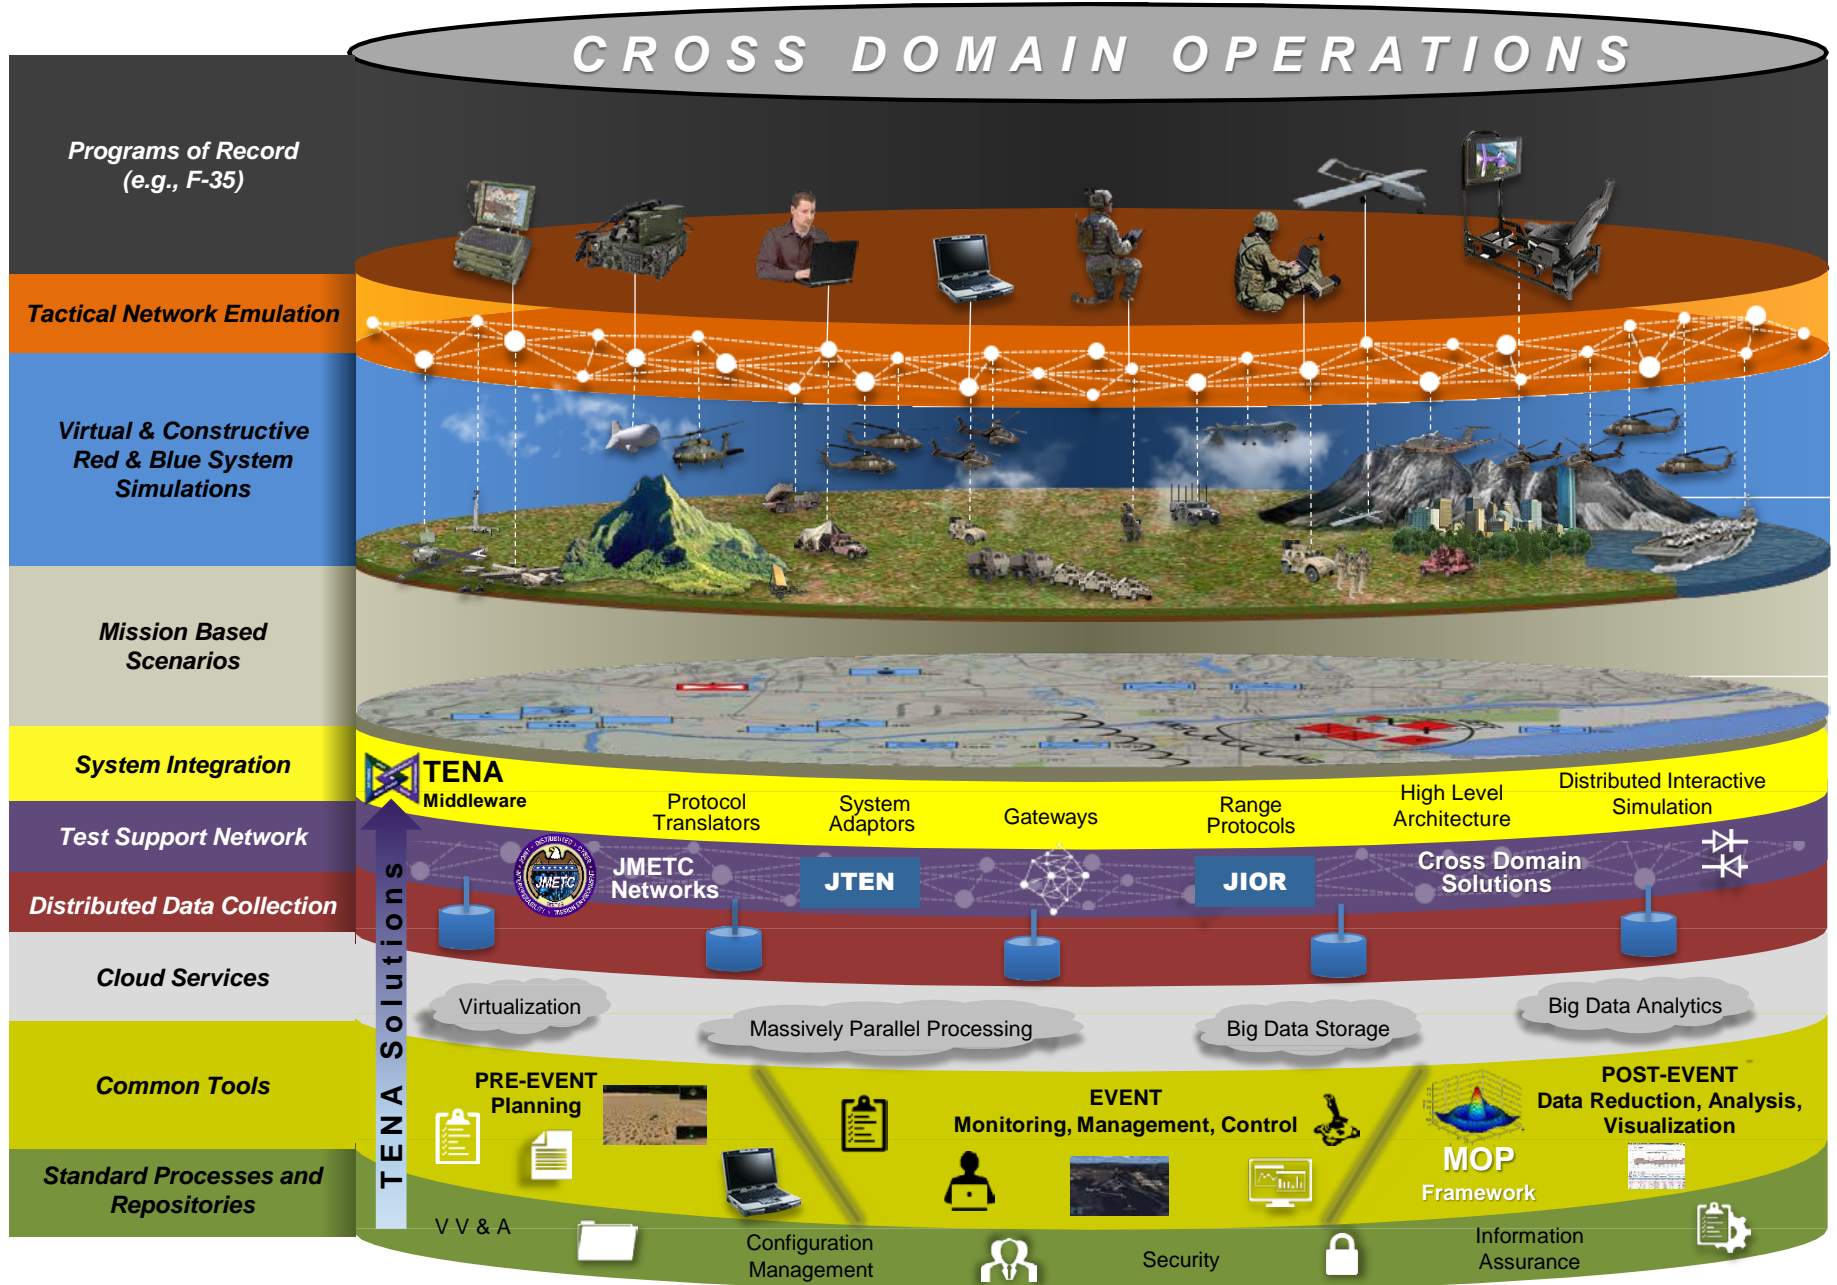 CROSS DOMAIN OPERATIONS
Programs of Record
(e.g., F-35)
Tactical Network Emulation
Virtual & Constructive
Red & Blue System
Simulations
Mission Based
Scenarios
System Integration
TENA
Middleware
Protocol
Translators
System
Adaptors
Gateways
Range
Protocols
High Level
Architecture
Distributed Interactive
Simulation
Test Support Network
JMETC
JMETC
Networks
JTEN
JIOR
Cross Domain
Solutions
Distributed Data Collection
TENA Solutions
Cloud Services
Virtualization
Massively Parallel Processing
Big Data Storage
Big Data Analytics
Common Tools
PRE-EVENT
Planning
EVENT
Monitoring, Management, Control
POST-EVENT
Data Reduction, Analysis,
Visualization
MOP
Framework
Standard Processes and
Repositories
V V & A
Configuration
Management
Security
Information
Assurance